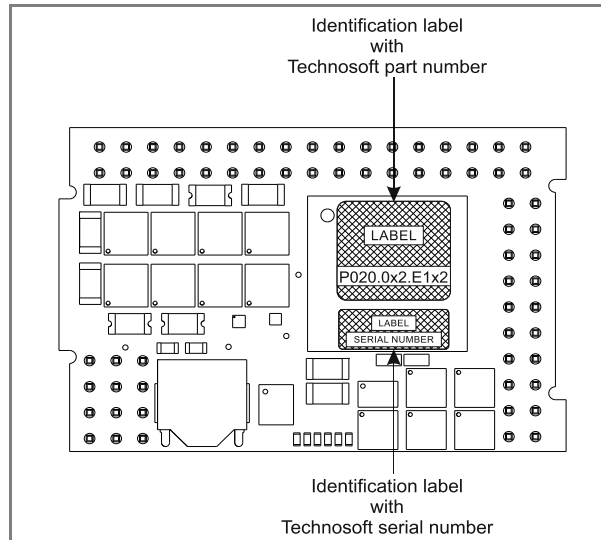 Identification label
with
Technosoft part number
LABEL
P020.0x2.E1x2
LABEL
SERIAL NUMBER
Identification label
with
Technosoft serial number